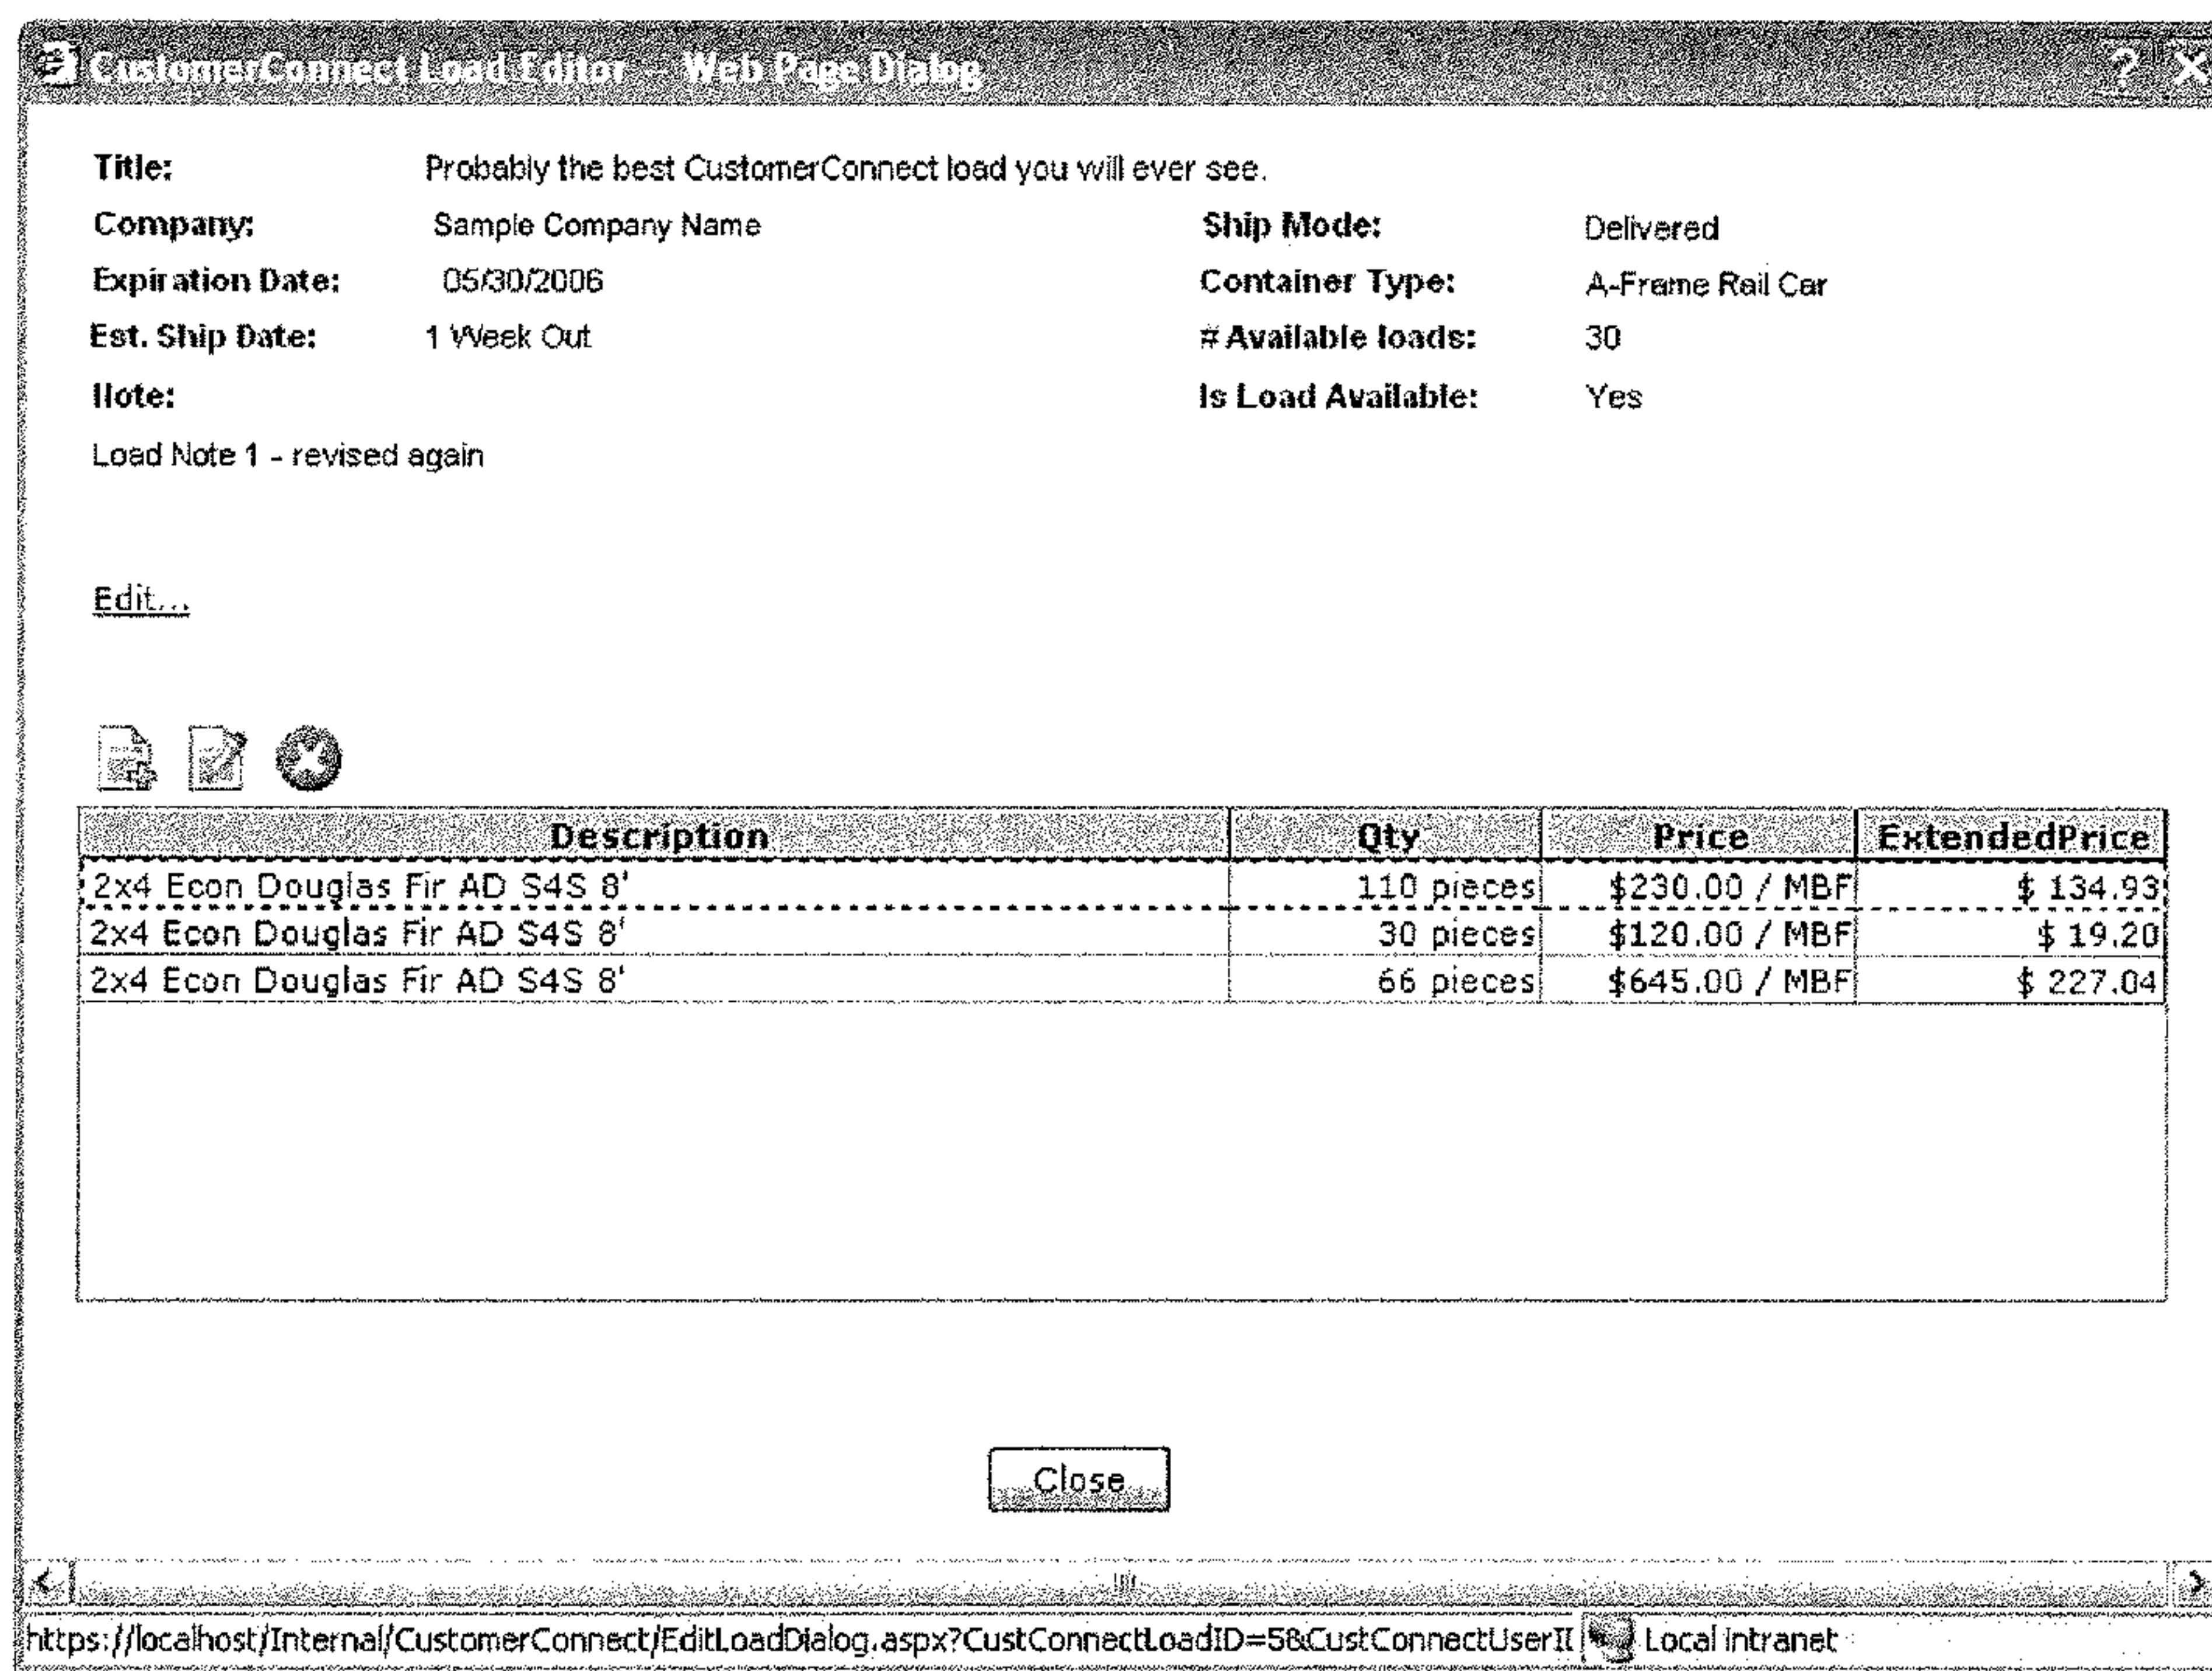 CustomerConnect Load Editor -- Web Page Dialog
Title: Probably the best CustomerConnect load you will ever see.
Company: Sample Company Name Ship Mode: Delivered
Expiration Date: 05/30/2006 Container Type: A-Frame Rail Car
Est. Ship Date: 1 Week Out # Available loads: 30
Note: Is Load Available: Yes
Load Note 1 - revised again
Edit...
Description Qty Price ExtendedPrice
2x4 Econ Douglas Fir AD S4S 8' 110 pieces $230.00 / MBF $ 134.93
2x4 Econ Douglas Fir AD S4S 8' 30 pieces $120.00 / MBF $ 19.20
2x4 Econ Douglas Fir AD S4S 8' 66 pieces $645.00 / MBF $ 227.04
Close
https://localhost/Internal/CustomerConnect/EditLoadDialog.aspx?CustConnectLoadID=5&CustConnectUserI Local intranet